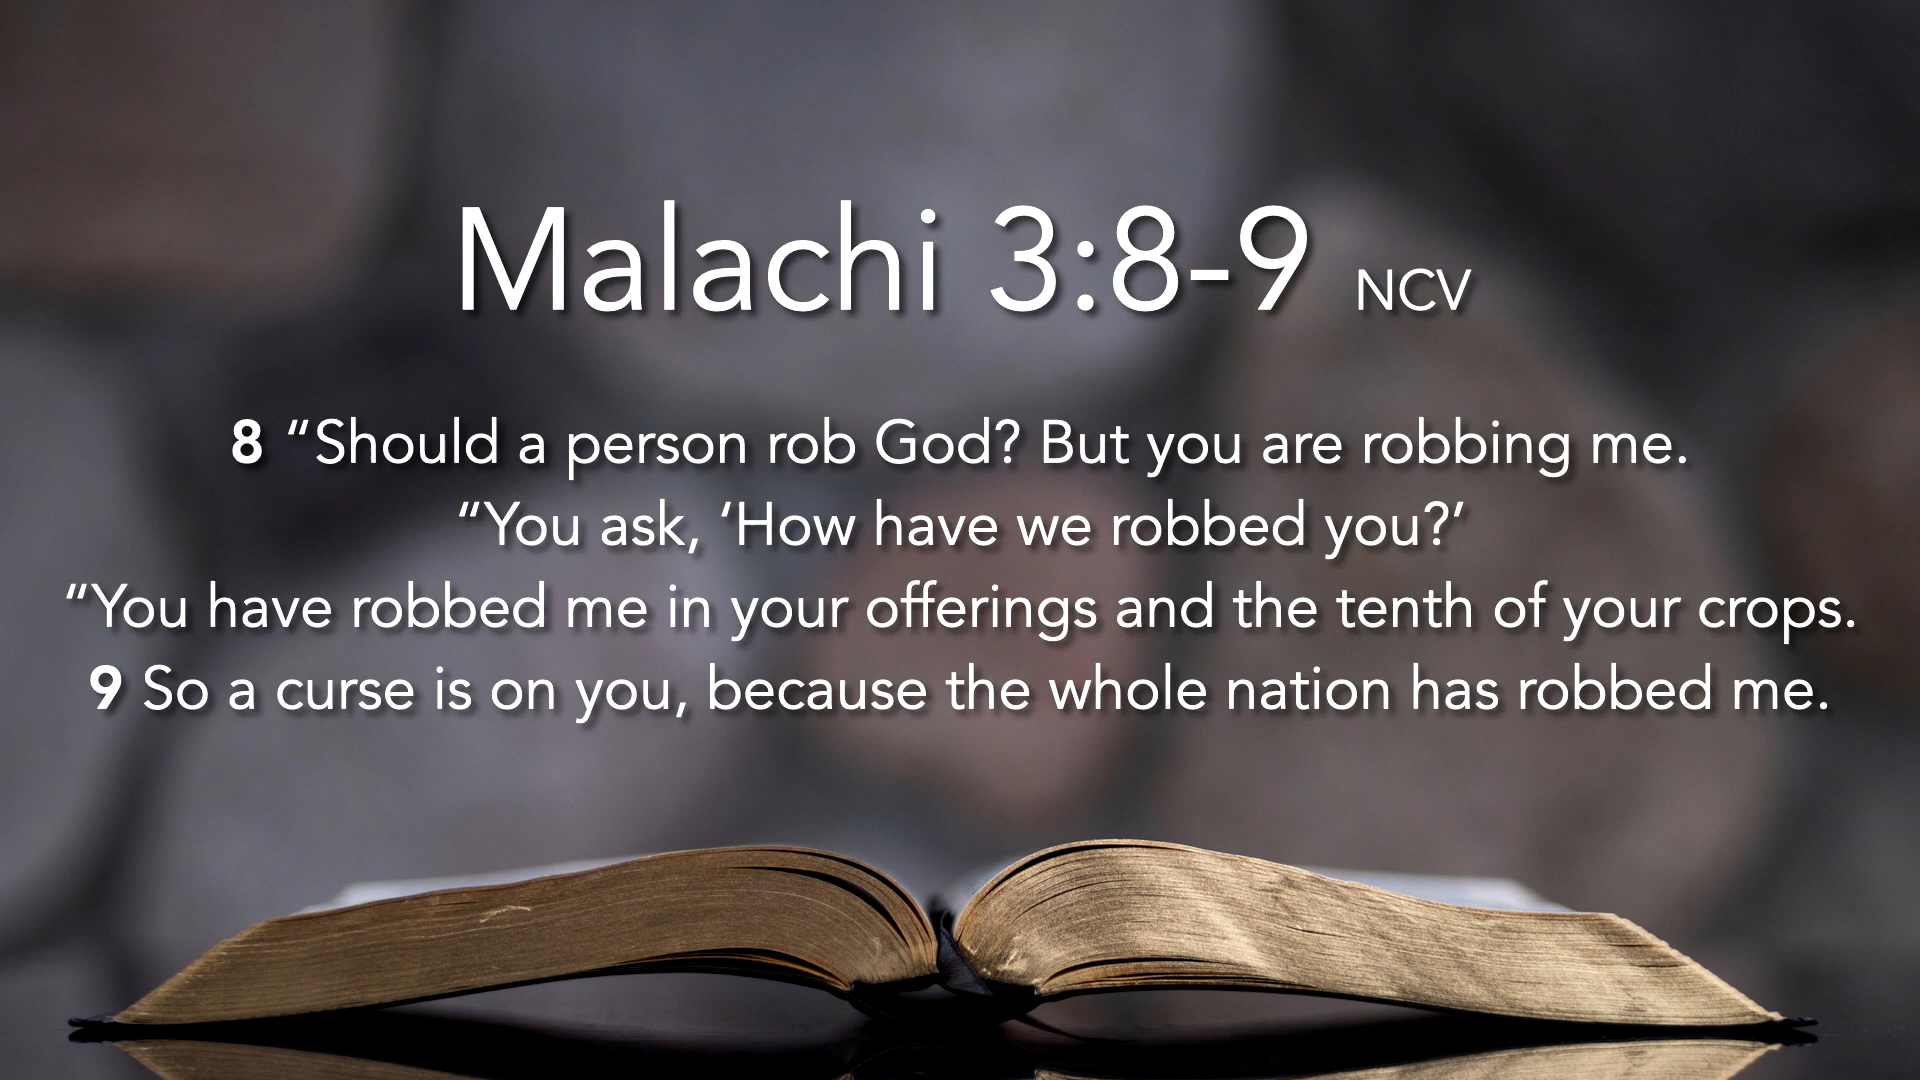 Malachi 3:8-9 NCV
8 “Should a person rob God? But you are robbing me.
“You ask, ‘How have we robbed you?’
“You have robbed me in your offerings and the tenth of your crops.
9 So a curse is on you, because the whole nation has robbed me.